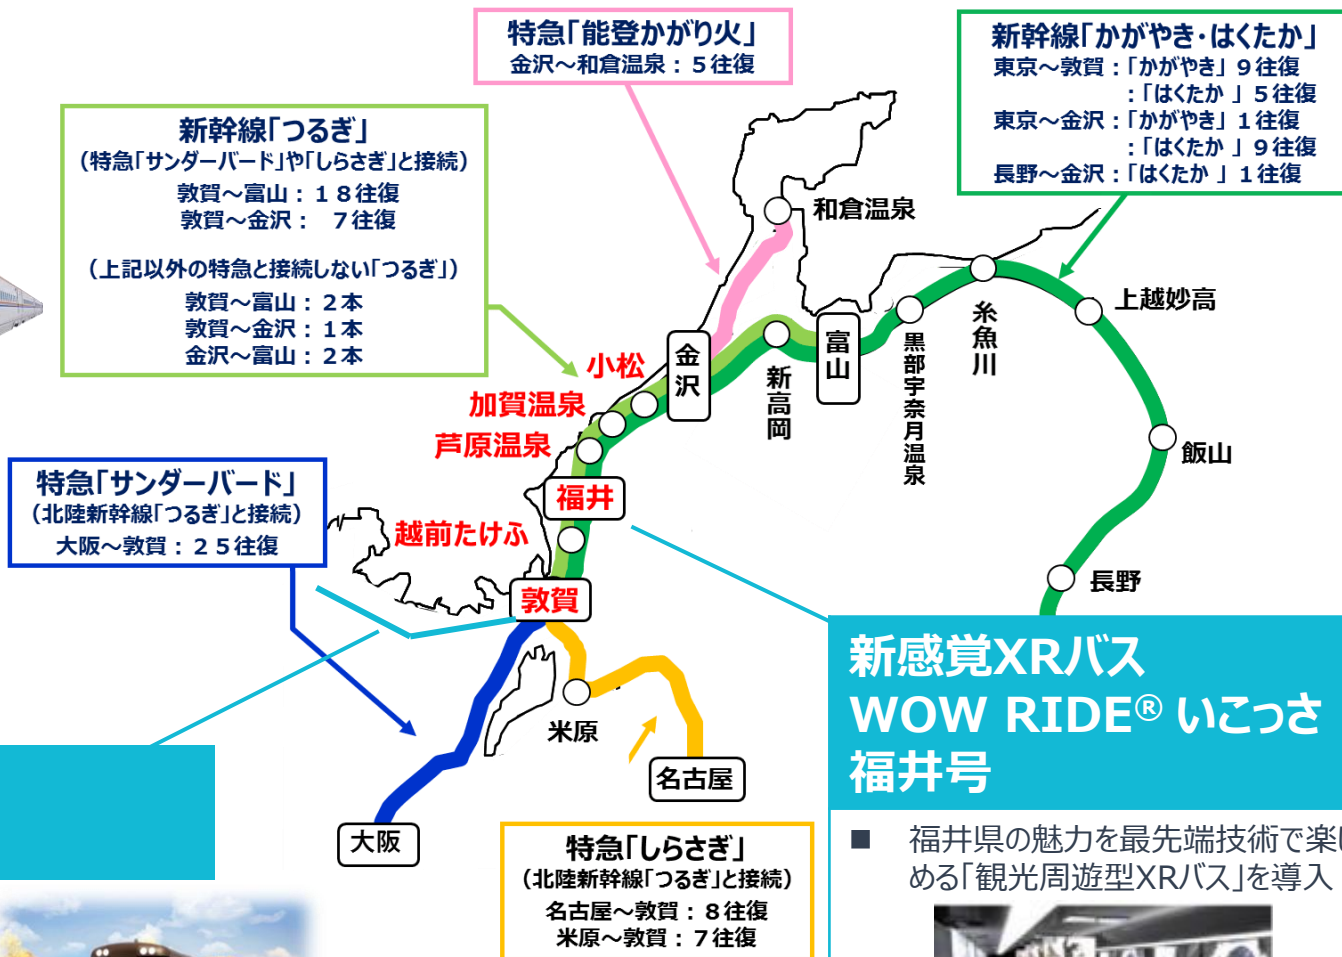 特急「能登かがり火」
金沢～和倉温泉：５往復
新幹線「かがやき・はくたか」
東京～敦賀：「かがやき」９往復
：「はくたか 」５往復
東京～金沢：「かがやき」１往復
：「はくたか 」９往復
長野～金沢：「はくたか 」１往復
新幹線「つるぎ」
（特急「サンダーバード」や「しらさぎ」と接続）
敦賀～富山：１８往復
敦賀～金沢：　７往復
（上記以外の特急と接続しない「つるぎ」）
敦賀～富山：２本
敦賀～金沢：１本
金沢～富山：２本
和倉温泉
上越妙高
糸魚川
黒部宇奈月温泉
富山
新高岡
金沢
小松
加賀温泉
芦原温泉
飯山
福井
特急「サンダーバード」
（北陸新幹線「つるぎ」と接続）
大阪～敦賀：２５往復
越前たけふ
敦賀
長野
米原
名古屋
大阪
新感覚XRバス
WOW RIDE® いこっさ
福井号
特急「しらさぎ」
（北陸新幹線「つるぎ」と接続）
名古屋～敦賀：８往復
米原～敦賀：７往復
■ 福井県の魅力を最先端技術で楽し
める「観光周遊型XRバス」を導入